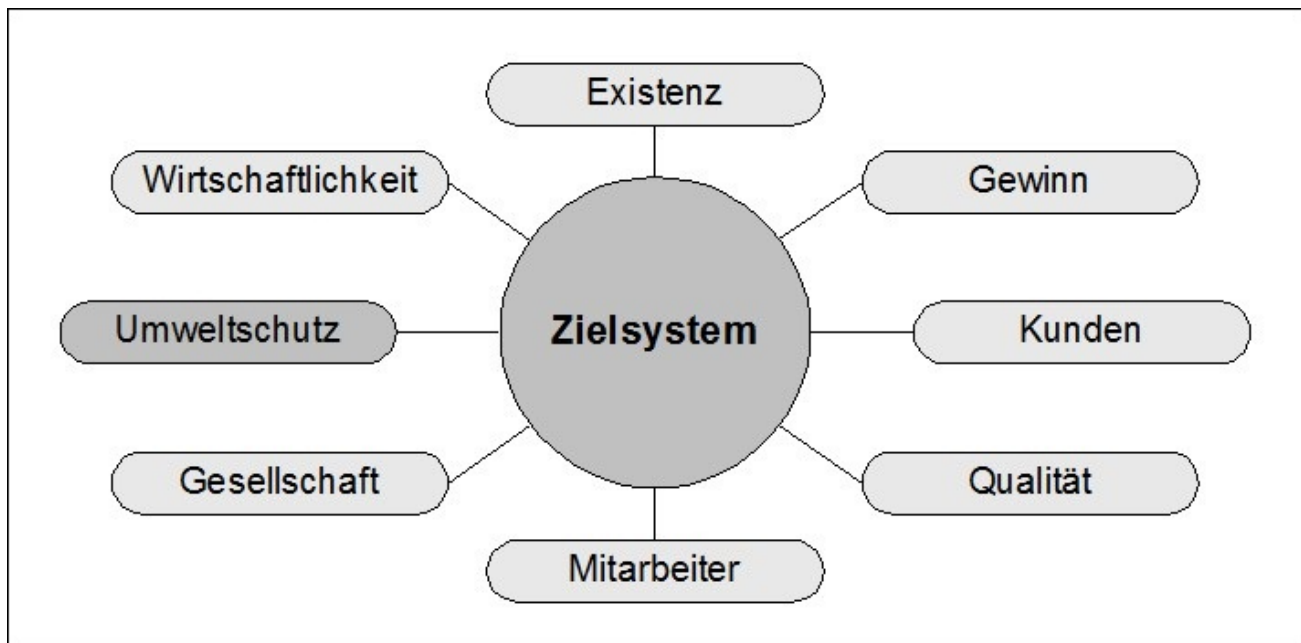 Existenz
Wirtschaftlichkeit
Gewinn
Umweltschutz
Zielsystem
Kunden
Gesellschaft
Qualität
Mitarbeiter